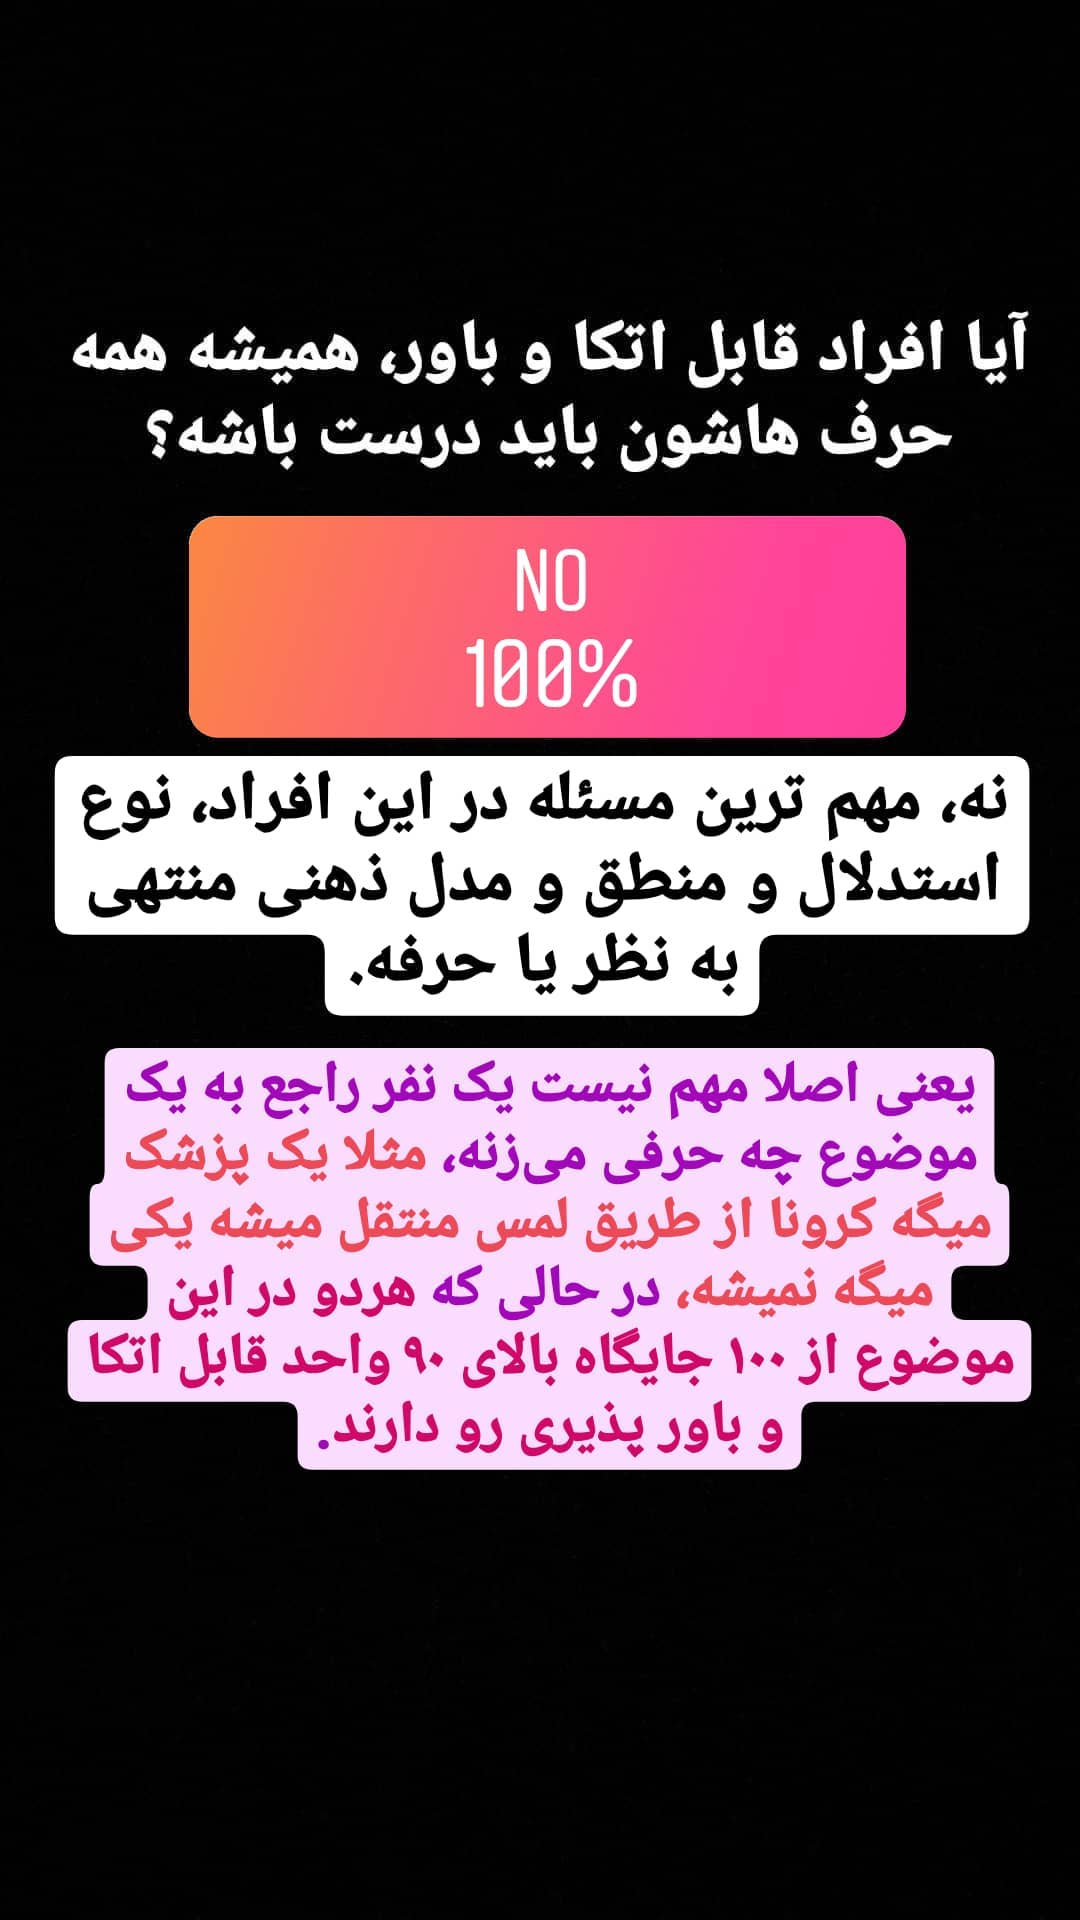 آیا افراد قابل اتکا و باور، همیشه همه
حرف هاشون باید درست باشه؟
NO
100%
نه، مهم ترین مسئله در این افراد، نوع
استدلال و منطق و مدل ذهنی منتهی
به نظر یا حرفه.
یعنی اصلا مهم نیست یک نفر راجع به یک
موضوع چه حرفی می‌زنه، مثلا یک پزشک
میگه کرونا از طریق لمس منتقل میشه یکی
میگه نمیشه، در حالی که هردو در این
موضوع از ۱۰۰ جایگاه بالای ۹۰ واحد قابل اتکا
و باور پذیری رو دارند.